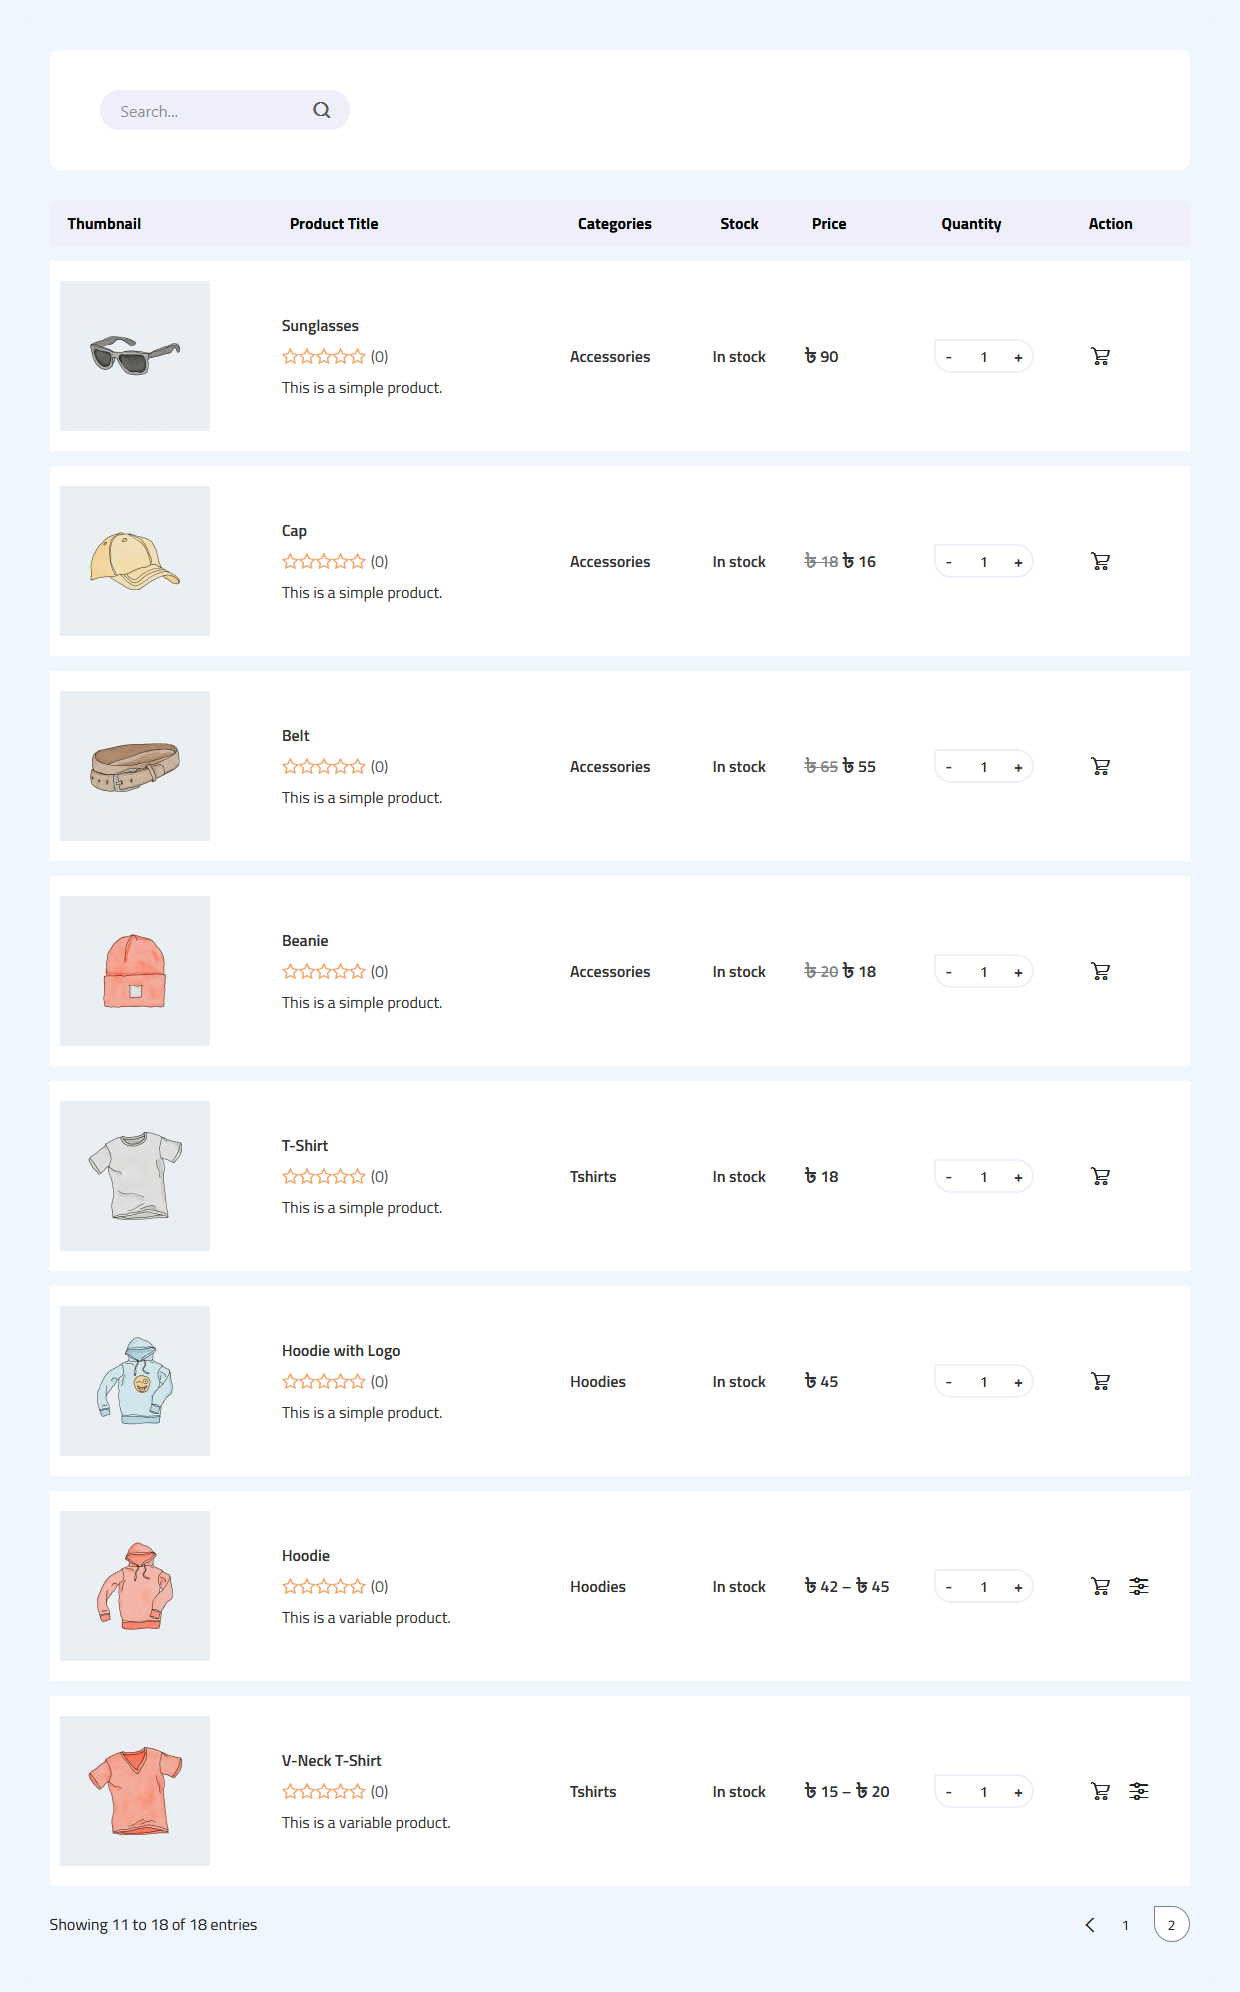 Search...
Thumbnail Product Title Categories Stock Price Quantity Action
Sunglasses
(0) Accessories In stock ৳ 90 - 1 +
This is a simple product.
Cap
(0) Accessories In stock ৳ 18 ৳ 16 - 1 +
This is a simple product.
Belt
(0) Accessories In stock ৳ 65 ৳ 55 - 1 +
This is a simple product.
Beanie
(0) Accessories In stock ৳ 20 ৳ 18 - 1 +
This is a simple product.
T-Shirt
(0) Tshirts In stock ৳ 18 - 1 +
This is a simple product.
Hoodie with Logo
(0) Hoodies In stock ৳ 45 - 1 +
This is a simple product.
Hoodie
(0) Hoodies In stock ৳ 42 – ৳ 45 - 1 +
This is a variable product.
V-Neck T-Shirt
(0) Tshirts In stock ৳ 15 – ৳ 20 - 1 +
This is a variable product.
Showing 11 to 18 of 18 entries 1 2